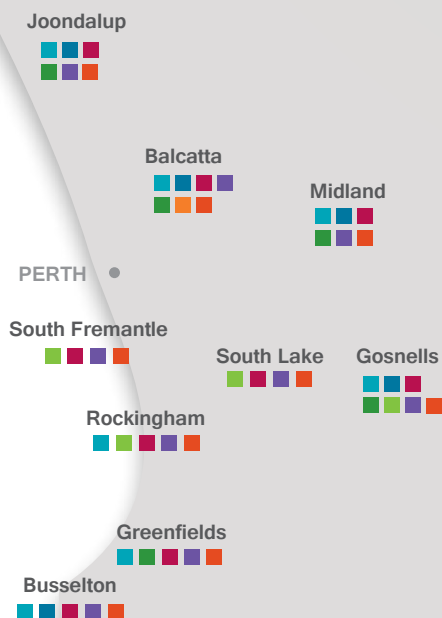 Joondalup
Balcatta
Midland
PERTH
South Fremantle
South Lake
Gosnells
Rockingham
Greenfields
Busselton